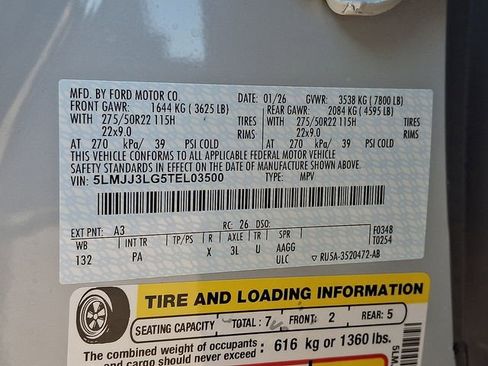 MFD. BY FORD MOTOR CO. DATE: 01/26 GVWR: 3538 KG (7800 LB)
FRONT GAWR: 1644 KG (3625 LB) REAR GAWR: 2084 KG (4595 LB)
WITH 275/50R22 115H TIRES WITH 275/50R22 115H TIRES
22x9.0 RIMS 22x9.0 RIMS
AT 270 kPa/ 39 PSI COLD AT 270 kPa/ 39 PSI COLD
THIS VEHICLE CONFORMS TO ALL APPLICABLE FEDERAL MOTOR VEHICLE
SAFETY STANDARDS IN EFFECT ON THE DATE OF MANUFACTURE SHOWN ABOVE.
VIN: 5LMJJ3LG5TEL03500 TYPE: MPV
EXT PNT: A3 RC: 26 DSO: F0348
WB INT TR TP/PS R AXLE TR SPR T0254
132 PA X 3L U AAGG
ULC ▽ RU5A-3520472-AB
TIRE AND LOADING INFORMATION
SEATING CAPACITY TOTAL: 7 FRONT: 2 REAR: 5
The combined weight of occupants
and cargo should never exceed: 616 kg or 1360 lbs.
5LM